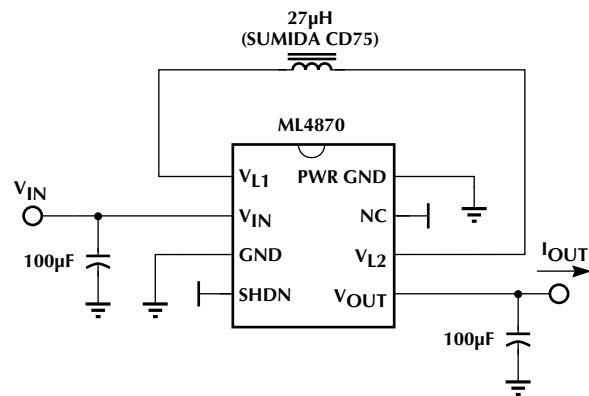 27µH
(SUMIDA CD75)
ML4870
VL1
PWR GND
VIN
VIN
NC
GND
VL2
IOUT
100µF
SHDN
VOUT
100µF